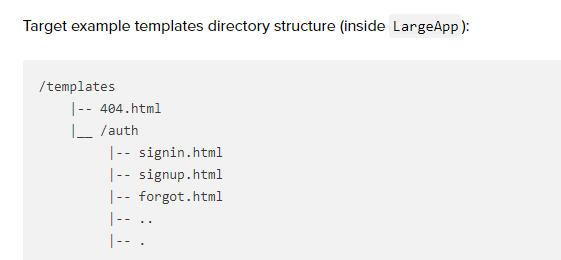 Target example templates directory structure (inside LargeApp):
/templates
    |-- 404.html
    |__ /auth
         |-- signin.html
         |-- signup.html
         |-- forgot.html
         |-- ..
         |-- .